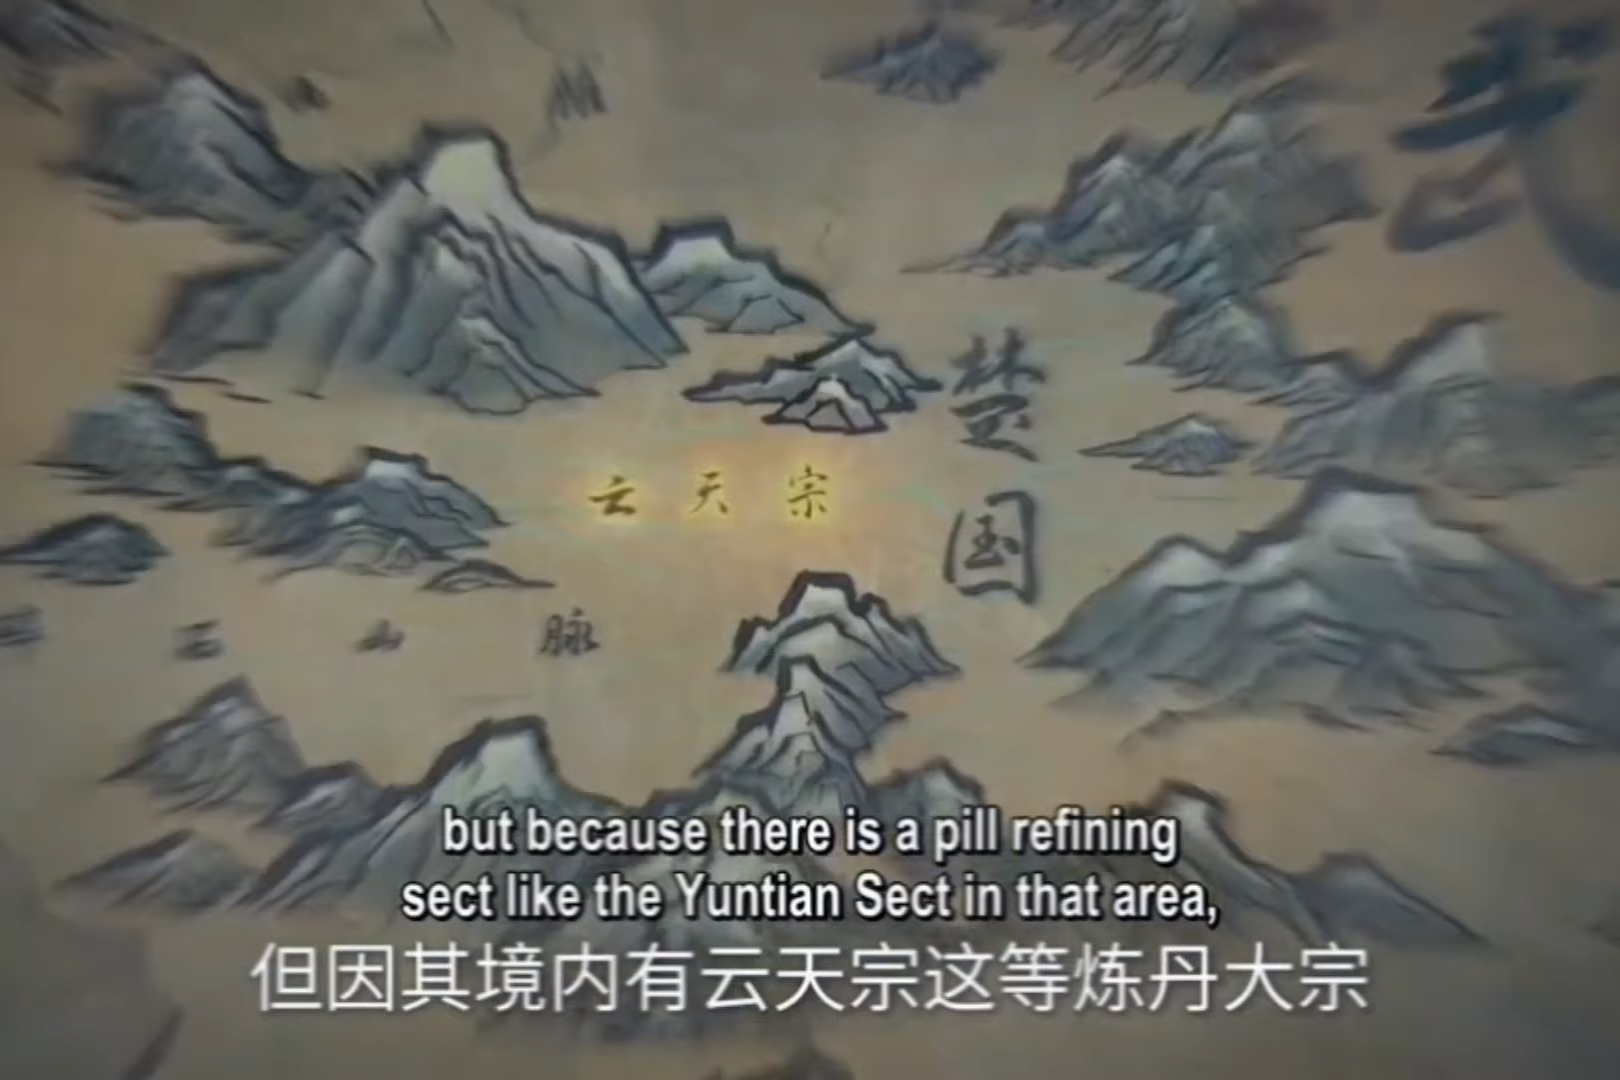 楚国
云天宗
山脉
but because there is a pill refining
sect like the Yuntian Sect in that area,
但因其境内有云天宗这等炼丹大宗